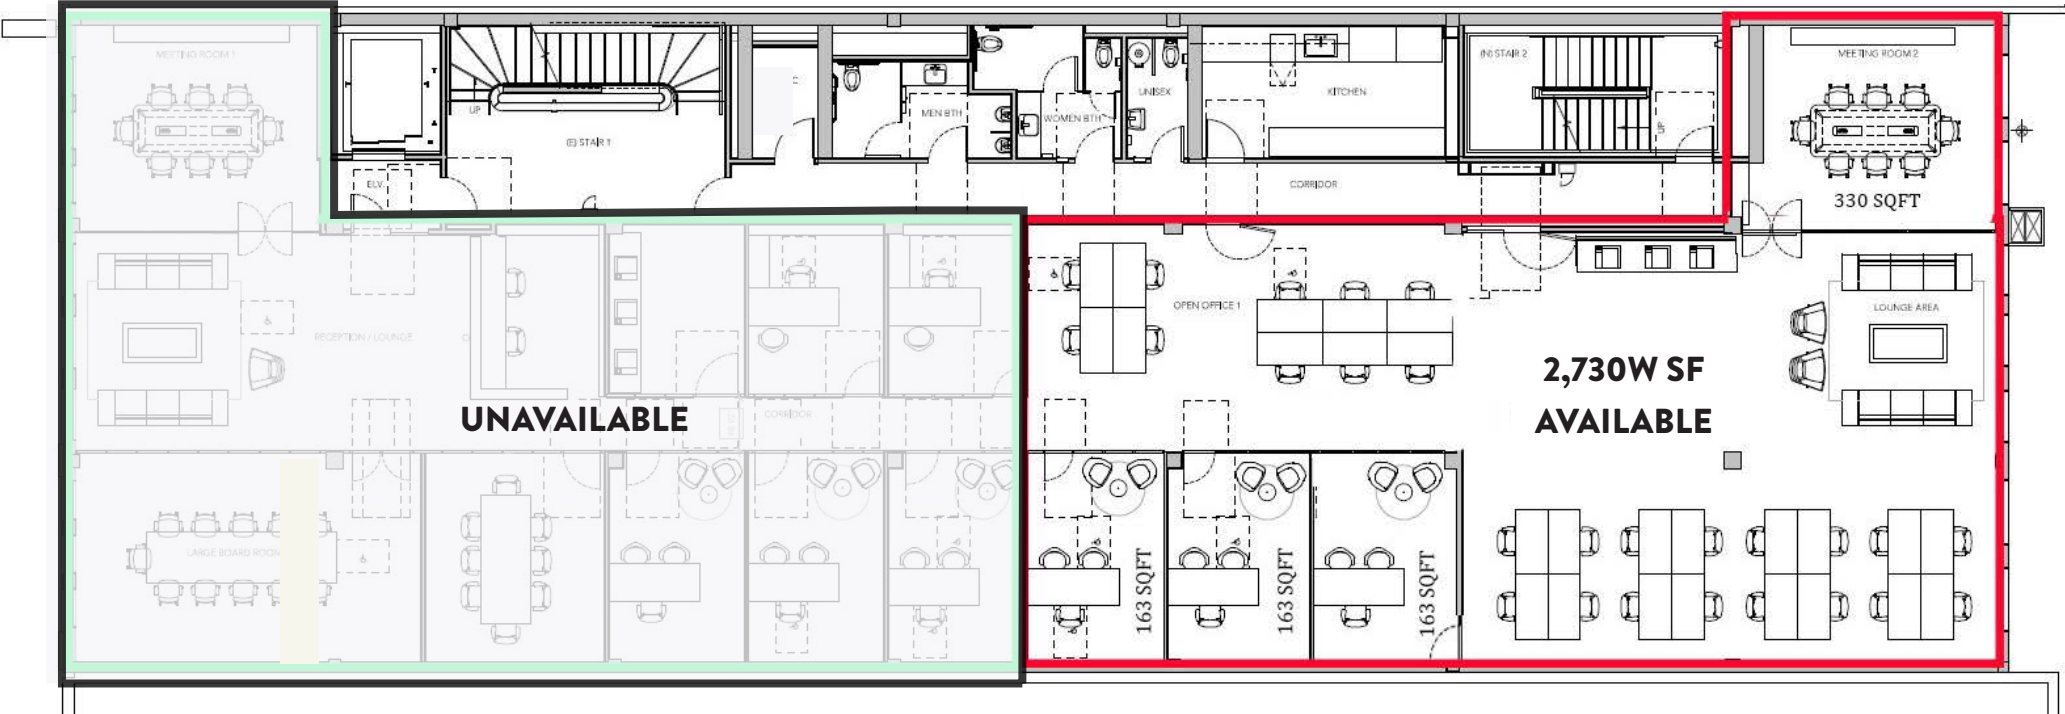 MEETING ROOM 1
UP
(E) STAIR 1
ELV.
MEN BTH
WOMEN BTH
UNISEX
KITCHEN
CORRIDOR
(N) STAIR 2
UP
MEETING ROOM 2
330 SQFT
RECEPTION / LOUNGE
OPEN OFFICE 1
LOUNGE AREA
2,730W SF
AVAILABLE
UNAVAILABLE
CORRIDOR
LARGE BOARD ROOM
163 SQFT
163 SQFT
163 SQFT